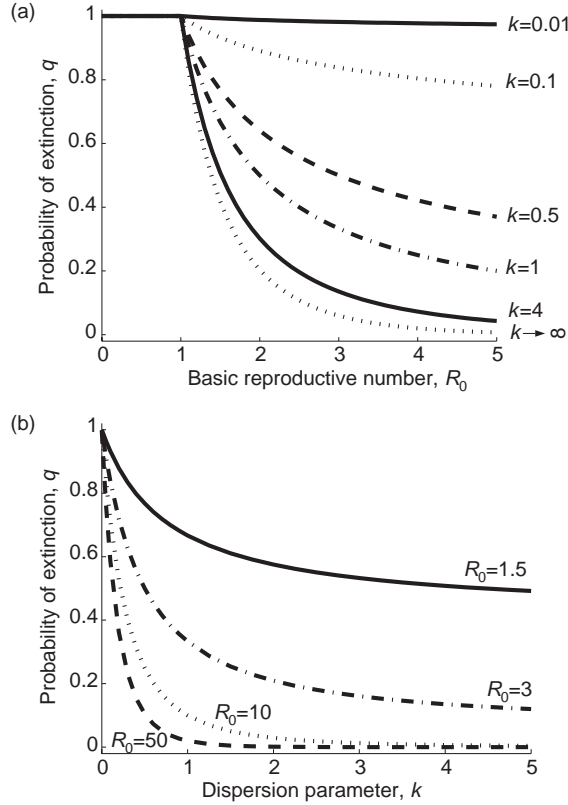 (a)
1
0.8
0.6
0.4
0.2
0
Probability of extinction, q
k=0.01
k=0.1
k=0.5
k=1
k=4
k→∞
0 1 2 3 4 5
Basic reproductive number, R₀
(b)
1
0.8
0.6
0.4
0.2
0
Probability of extinction, q
R₀=1.5
R₀=3
R₀=10
R₀=50
0 1 2 3 4 5
Dispersion parameter, k